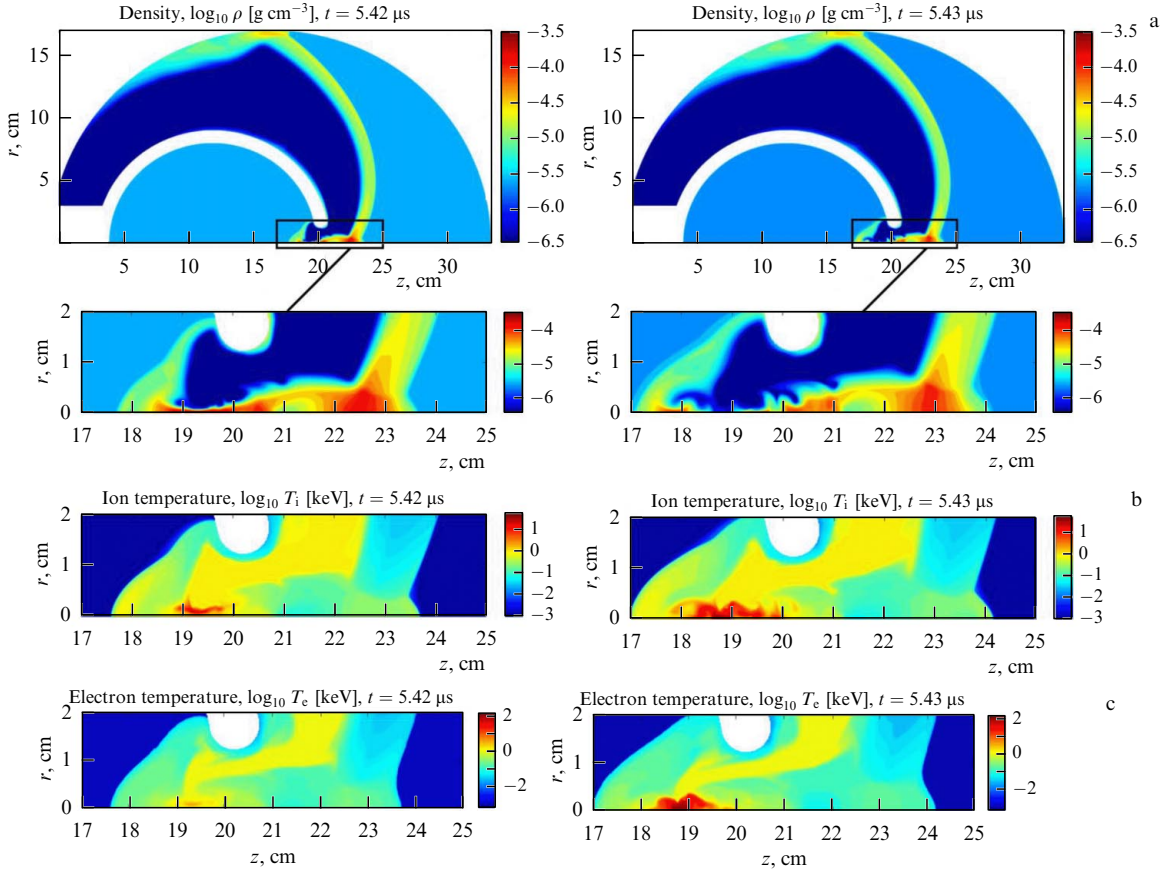 Density, log₁₀ ρ [g cm⁻³], t = 5.42 μs
Density, log₁₀ ρ [g cm⁻³], t = 5.43 μs
a
r, cm
15
10
5
0
5 10 15 20 25 30
z, cm
−3.5
−4.0
−4.5
−5.0
−5.5
−6.0
−6.5
r, cm
15
10
5
0
5 10 15 20 25 30
z, cm
−3.5
−4.0
−4.5
−5.0
−5.5
−6.0
−6.5
r, cm
2
1
0
17 18 19 20 21 22 23 24 25
z, cm
−4
−5
−6
r, cm
2
1
0
17 18 19 20 21 22 23 24 25
z, cm
−4
−5
−6
Ion temperature, log₁₀ Tᵢ [keV], t = 5.42 μs
Ion temperature, log₁₀ Tᵢ [keV], t = 5.43 μs
b
r, cm
2
1
0
17 18 19 20 21 22 23 24 25
z, cm
1
0
−1
−2
−3
r, cm
2
1
0
17 18 19 20 21 22 23 24 25
z, cm
1
0
−1
−2
−3
Electron temperature, log₁₀ Tₑ [keV], t = 5.42 μs
Electron temperature, log₁₀ Tₑ [keV], t = 5.43 μs
c
r, cm
2
1
0
17 18 19 20 21 22 23 24 25
z, cm
2
0
−2
r, cm
2
1
0
17 18 19 20 21 22 23 24 25
z, cm
2
0
−2